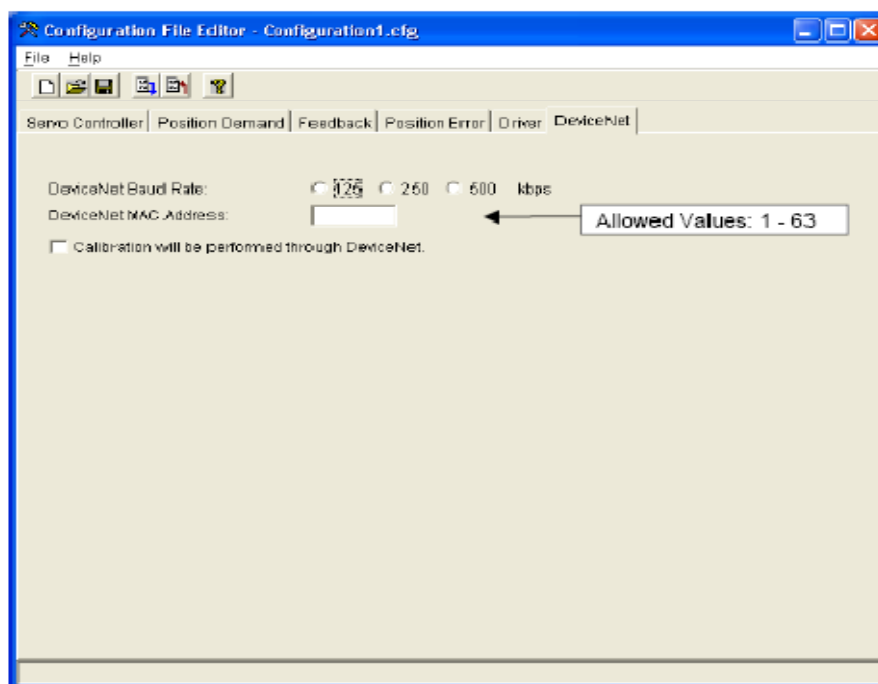 Configuration File Editor - Configuration1.cfg
File Help
Servo Controller Position Demand Feedback Position Error Driver DeviceNet
DeviceNet Baud Rate: 125 250 500 kbps
DeviceNet MAC Address:
Allowed Values: 1 - 63
Calibration will be performed through DeviceNet.